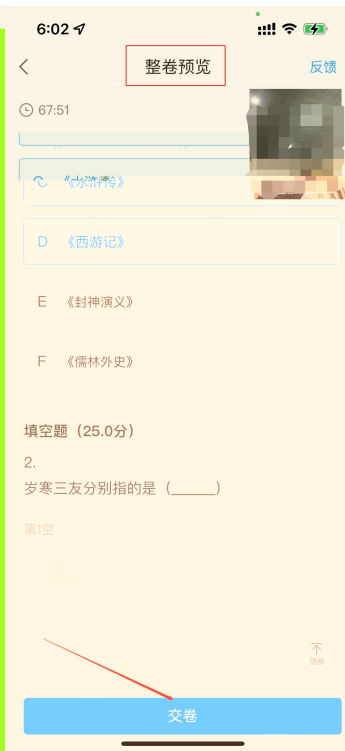 6:02
整卷预览
反馈
67:51
C 《水浒传》
D 《西游记》
E 《封神演义》
F 《儒林外史》
填空题（25.0分）
2.
岁寒三友分别指的是（_____）
第1空
顶部
交卷